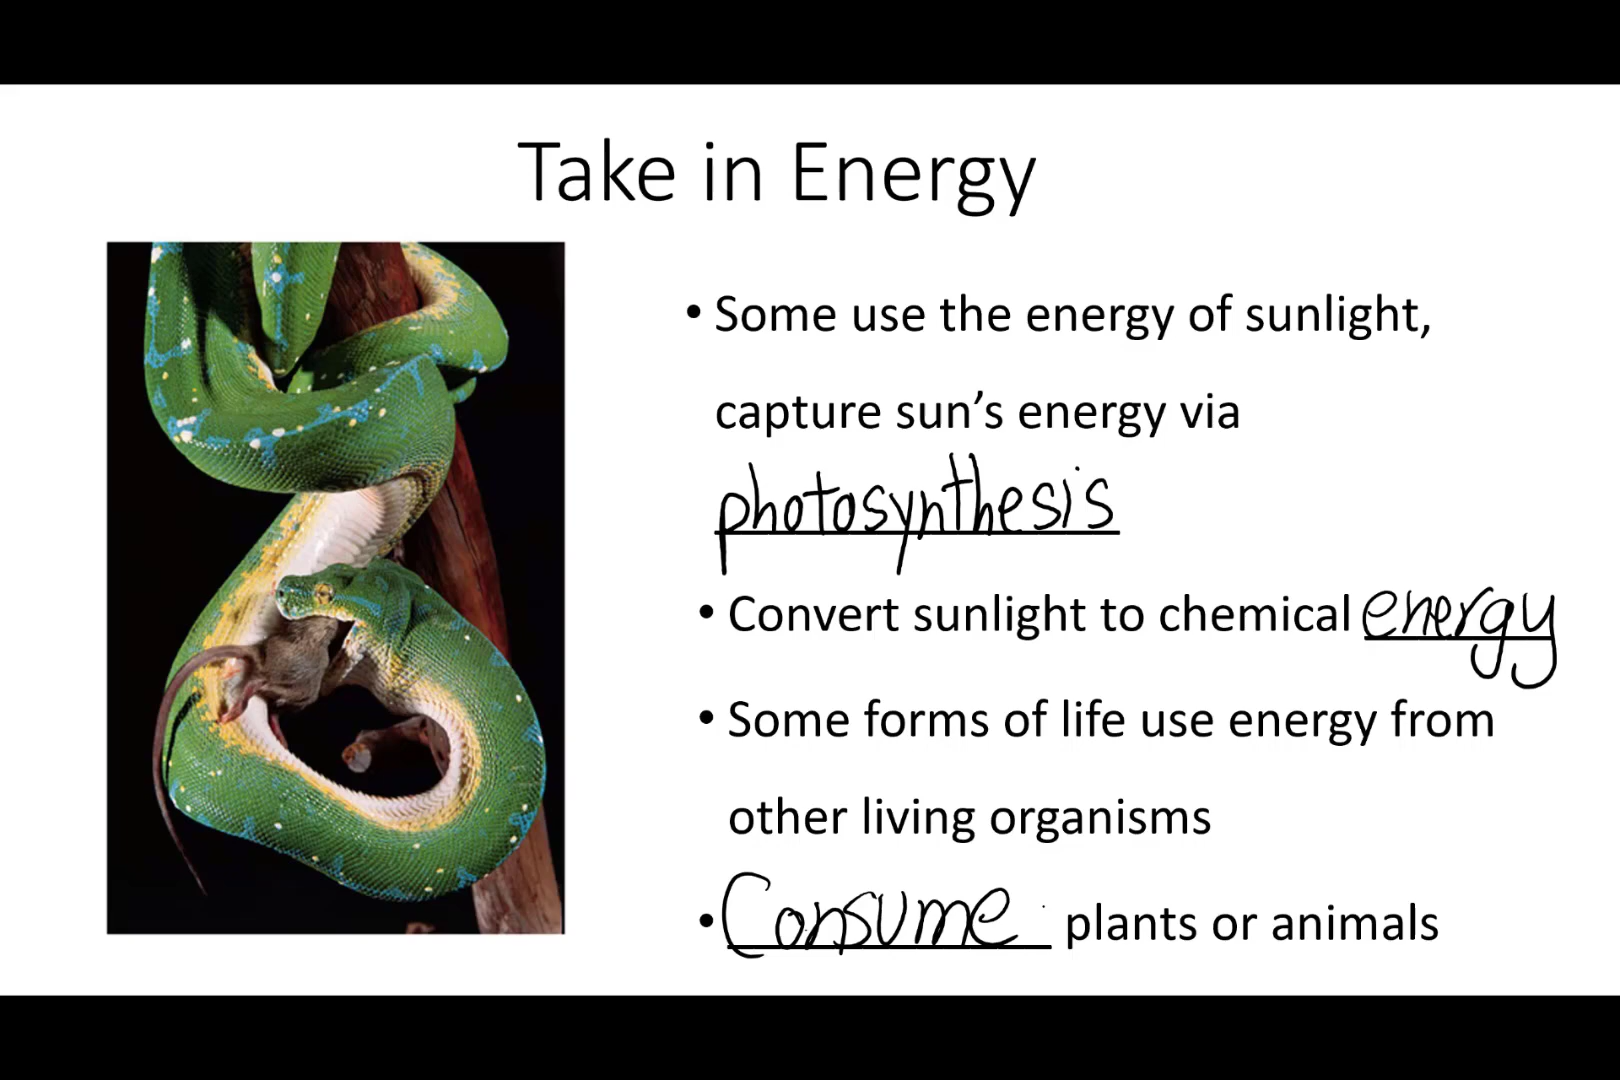 Take in Energy
• Some use the energy of sunlight,
capture sun’s energy via
photosynthesis
• Convert sunlight to chemical energy
• Some forms of life use energy from
other living organisms
• Consume plants or animals